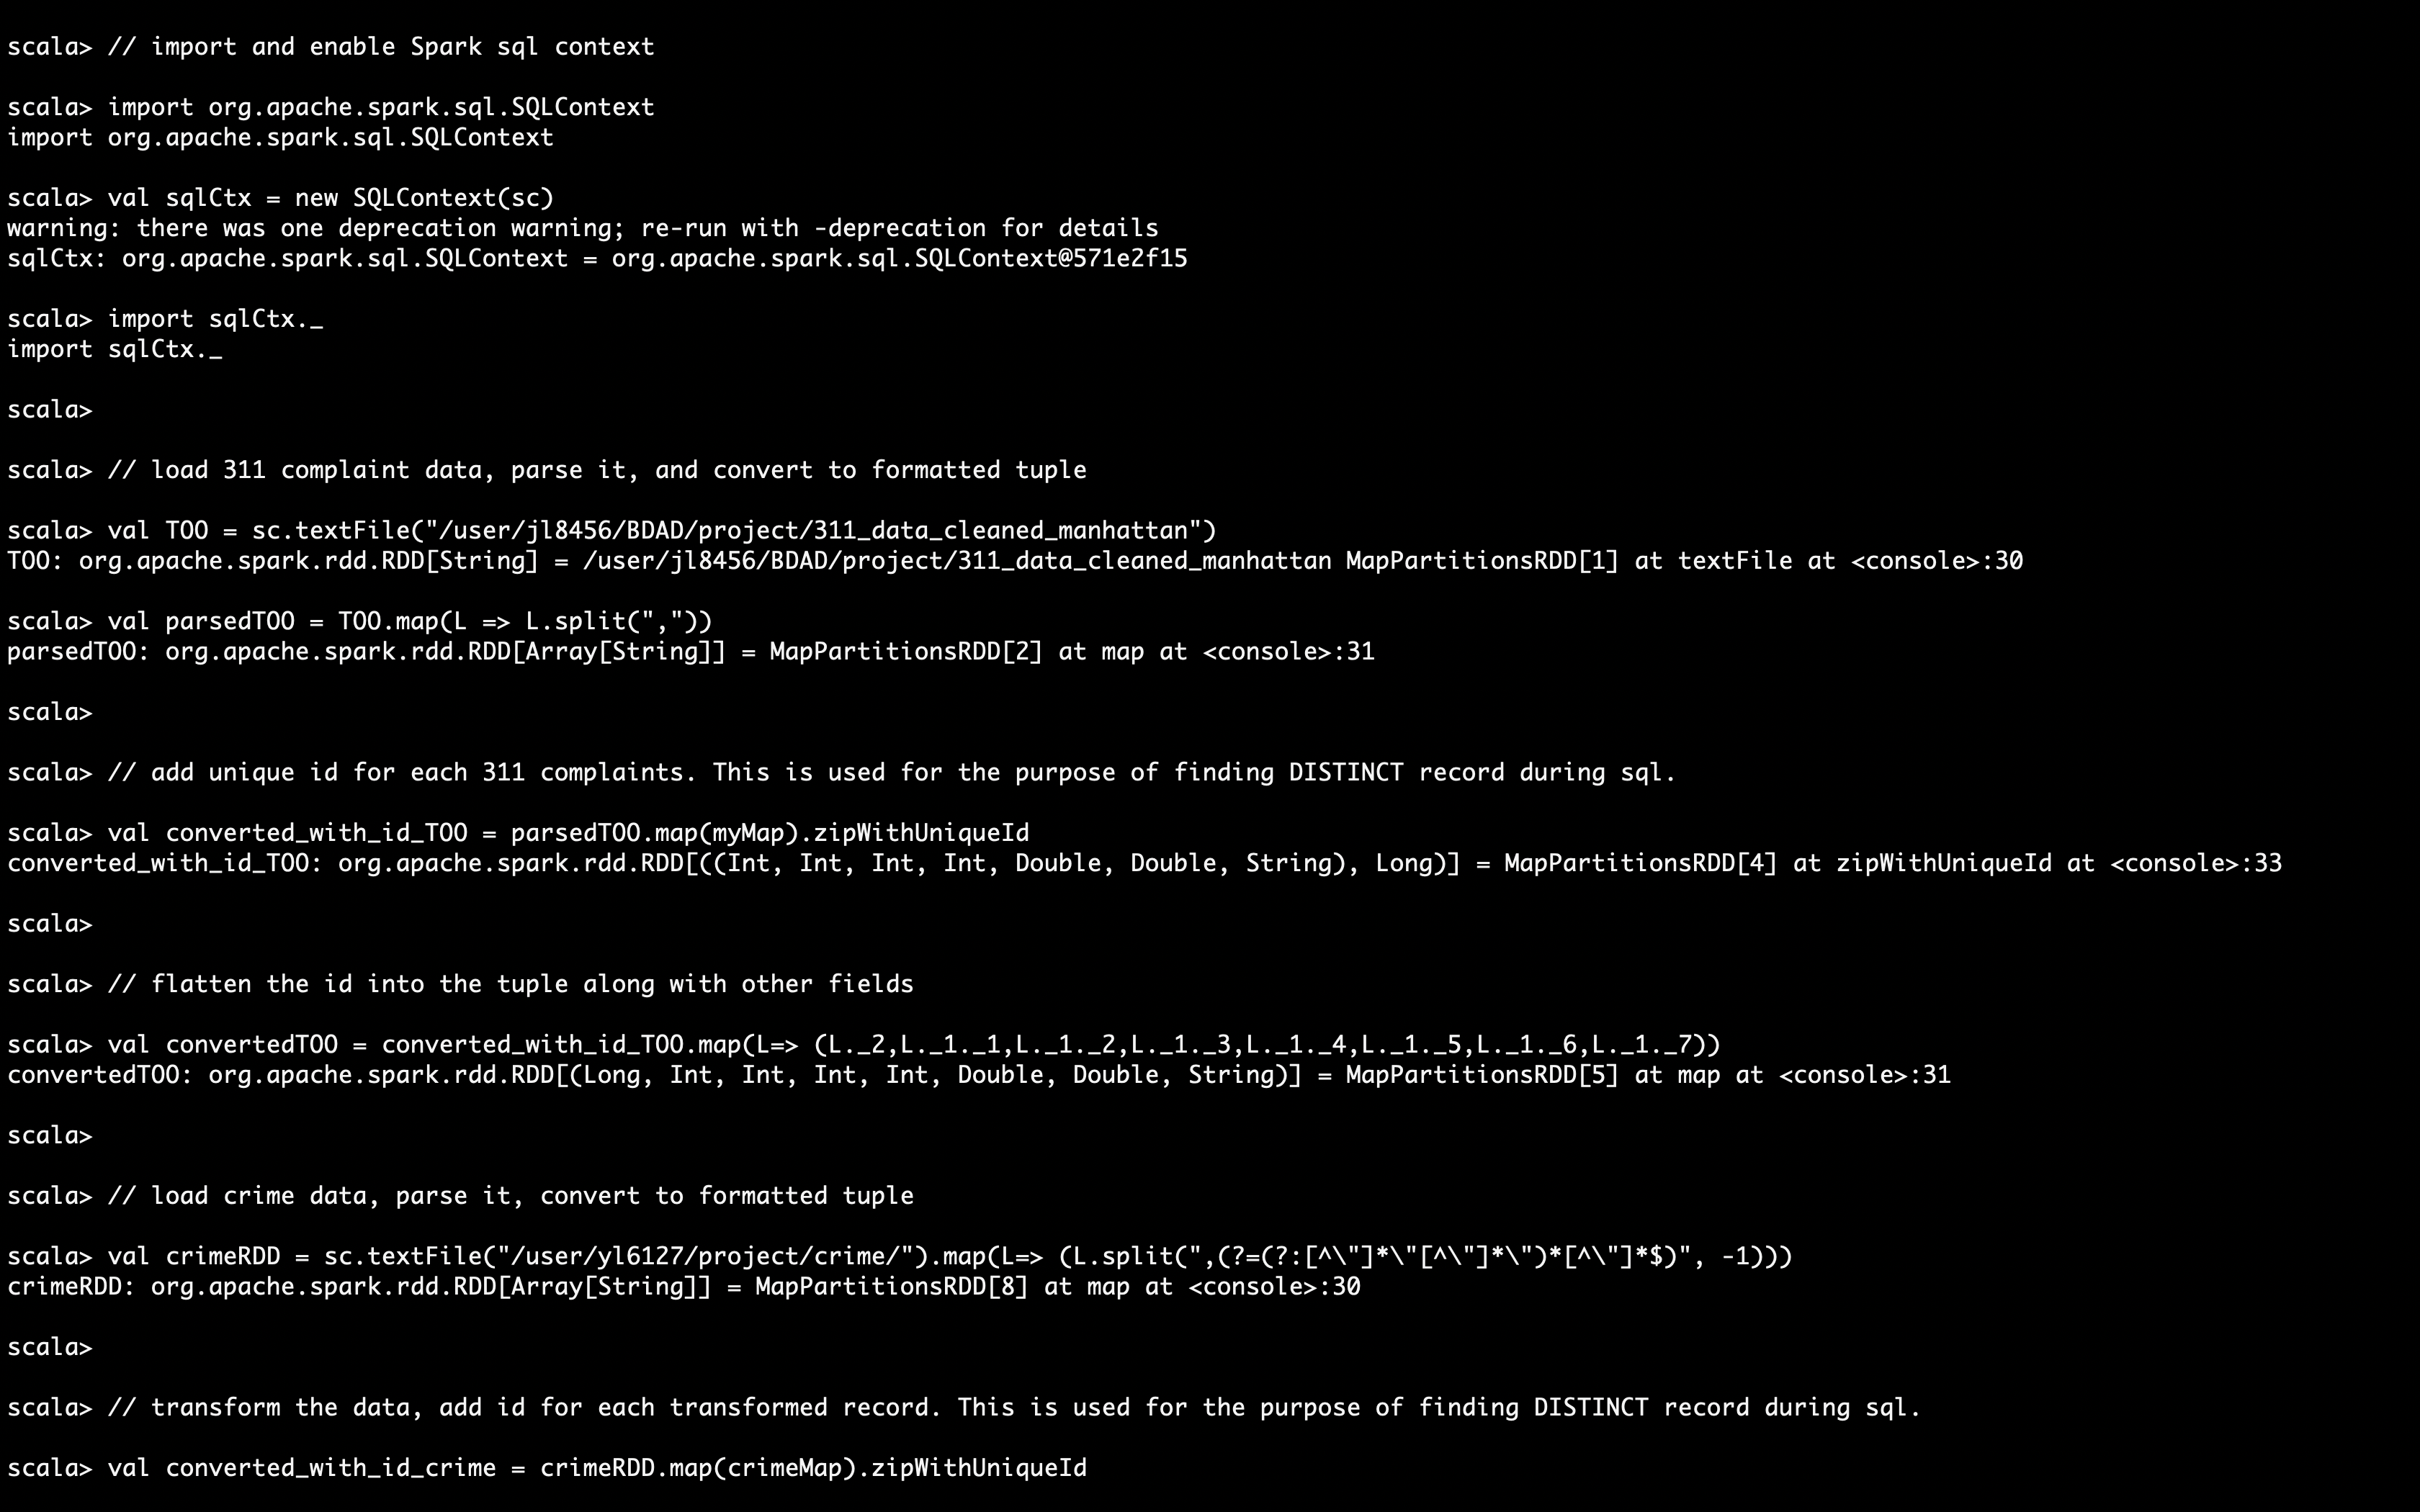 scala> // import and enable Spark sql context
scala> import org.apache.spark.sql.SQLContext
import org.apache.spark.sql.SQLContext
scala> val sqlCtx = new SQLContext(sc)
warning: there was one deprecation warning; re-run with -deprecation for details
sqlCtx: org.apache.spark.sql.SQLContext = org.apache.spark.sql.SQLContext@571e2f15
scala> import sqlCtx._
import sqlCtx._
scala>
scala> // load 311 complaint data, parse it, and convert to formatted tuple
scala> val TOO = sc.textFile("/user/jl8456/BDAD/project/311_data_cleaned_manhattan")
TOO: org.apache.spark.rdd.RDD[String] = /user/jl8456/BDAD/project/311_data_cleaned_manhattan MapPartitionsRDD[1] at textFile at <console>:30
scala> val parsedTOO = TOO.map(L => L.split(","))
parsedTOO: org.apache.spark.rdd.RDD[Array[String]] = MapPartitionsRDD[2] at map at <console>:31
scala>
scala> // add unique id for each 311 complaints. This is used for the purpose of finding DISTINCT record during sql.
scala> val converted_with_id_TOO = parsedTOO.map(myMap).zipWithUniqueId
converted_with_id_TOO: org.apache.spark.rdd.RDD[((Int, Int, Int, Int, Double, Double, String), Long)] = MapPartitionsRDD[4] at zipWithUniqueId at <console>:33
scala>
scala> // flatten the id into the tuple along with other fields
scala> val convertedTOO = converted_with_id_TOO.map(L=> (L._2,L._1._1,L._1._2,L._1._3,L._1._4,L._1._5,L._1._6,L._1._7))
convertedTOO: org.apache.spark.rdd.RDD[(Long, Int, Int, Int, Int, Double, Double, String)] = MapPartitionsRDD[5] at map at <console>:31
scala>
scala> // load crime data, parse it, convert to formatted tuple
scala> val crimeRDD = sc.textFile("/user/yl6127/project/crime/").map(L=> (L.split(",(?=(?:[^\"]*\"[^\"]*\")*[^\"]*$)", -1)))
crimeRDD: org.apache.spark.rdd.RDD[Array[String]] = MapPartitionsRDD[8] at map at <console>:30
scala>
scala> // transform the data, add id for each transformed record. This is used for the purpose of finding DISTINCT record during sql.
scala> val converted_with_id_crime = crimeRDD.map(crimeMap).zipWithUniqueId